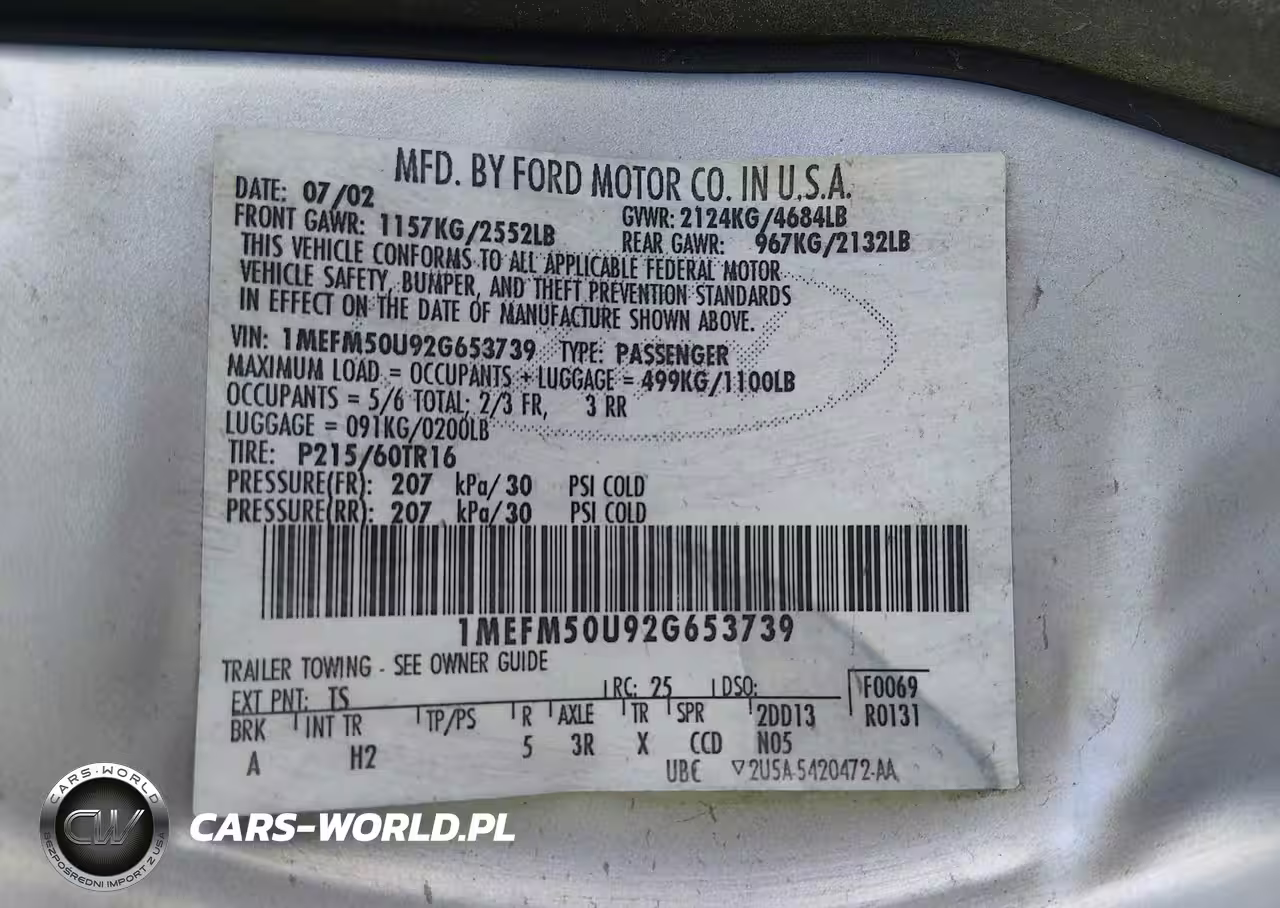 MFD. BY FORD MOTOR CO. IN U.S.A.
DATE: 07/02
FRONT GAWR: 1157KG/2552LB
GVWR: 2124KG/4684LB
REAR GAWR: 967KG/2132LB
THIS VEHICLE CONFORMS TO ALL APPLICABLE FEDERAL MOTOR
VEHICLE SAFETY, BUMPER, AND THEFT PREVENTION STANDARDS
IN EFFECT ON THE DATE OF MANUFACTURE SHOWN ABOVE.
VIN: 1MEFM50U92G653739 TYPE: PASSENGER
MAXIMUM LOAD = OCCUPANTS + LUGGAGE = 499KG/1100LB
OCCUPANTS = 5/6 TOTAL: 2/3 FR, 3 RR
LUGGAGE = 091KG/0200LB
TIRE: P215/60TR16
PRESSURE(FR): 207 kPa/30 PSI COLD
PRESSURE(RR): 207 kPa/30 PSI COLD
1MEFM50U92G653739
TRAILER TOWING - SEE OWNER GUIDE
EXT PNT: TS RC: 25 DSO: F0069
BRK INT TR TP/PS R AXLE TR SPR 2DD13 R0131
A H2 5 3R X CCD N05
UBC ▽2U5A-5420472-AA
CARS-WORLD
CW
BEZPOŚREDNI IMPORT Z USA
CARS-WORLD.PL